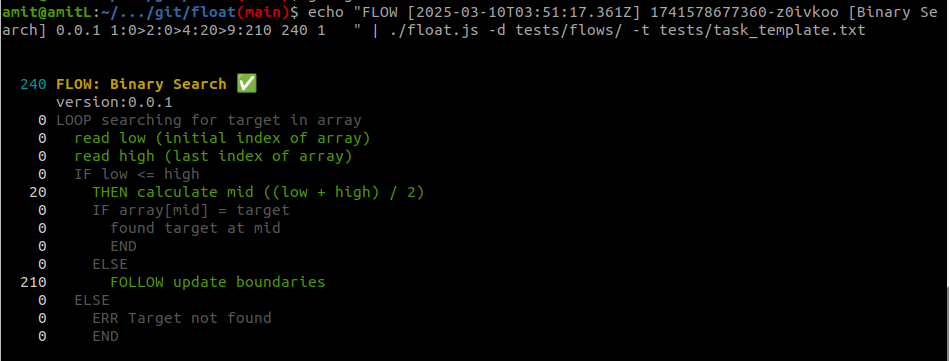 amit@amitL:~/.../git/float(main)$ echo "FLOW [2025-03-10T03:51:17.361Z] 1741578677360-z0ivkoo [Binary Se
arch] 0.0.1 1:0>2:0>4:20>9:210 240 1   " | ./float.js -d tests/flows/ -t tests/task_template.txt
240 FLOW: Binary Search ✅
version:0.0.1
0 LOOP searching for target in array
0 read low (initial index of array)
0 read high (last index of array)
0 IF low <= high
20 THEN calculate mid ((low + high) / 2)
0 IF array[mid] = target
0 found target at mid
0 END
0 ELSE
210 FOLLOW update boundaries
0 ELSE
0 ERR Target not found
0 END